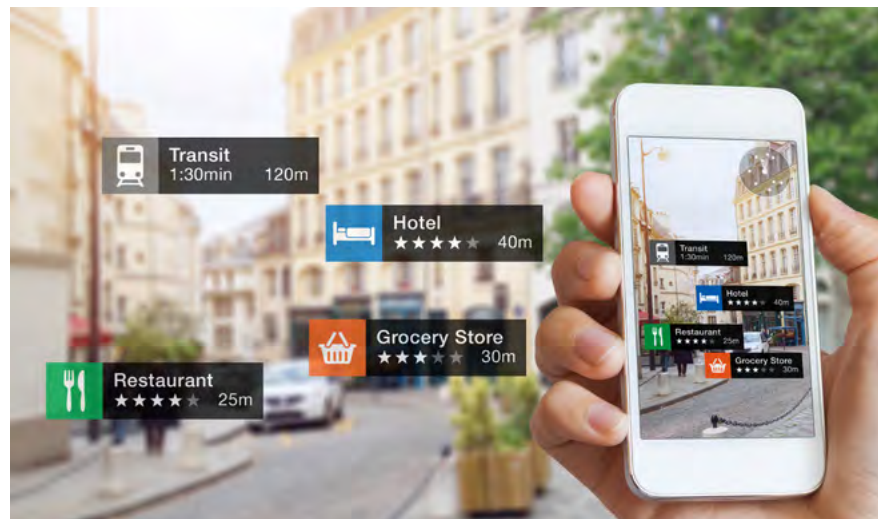 Transit
1:30min 120m
Hotel
40m
Grocery Store
30m
Restaurant
25m
Transit
1:30min 120m
Hotel
40m
Restaurant
25m
Grocery Store
30m